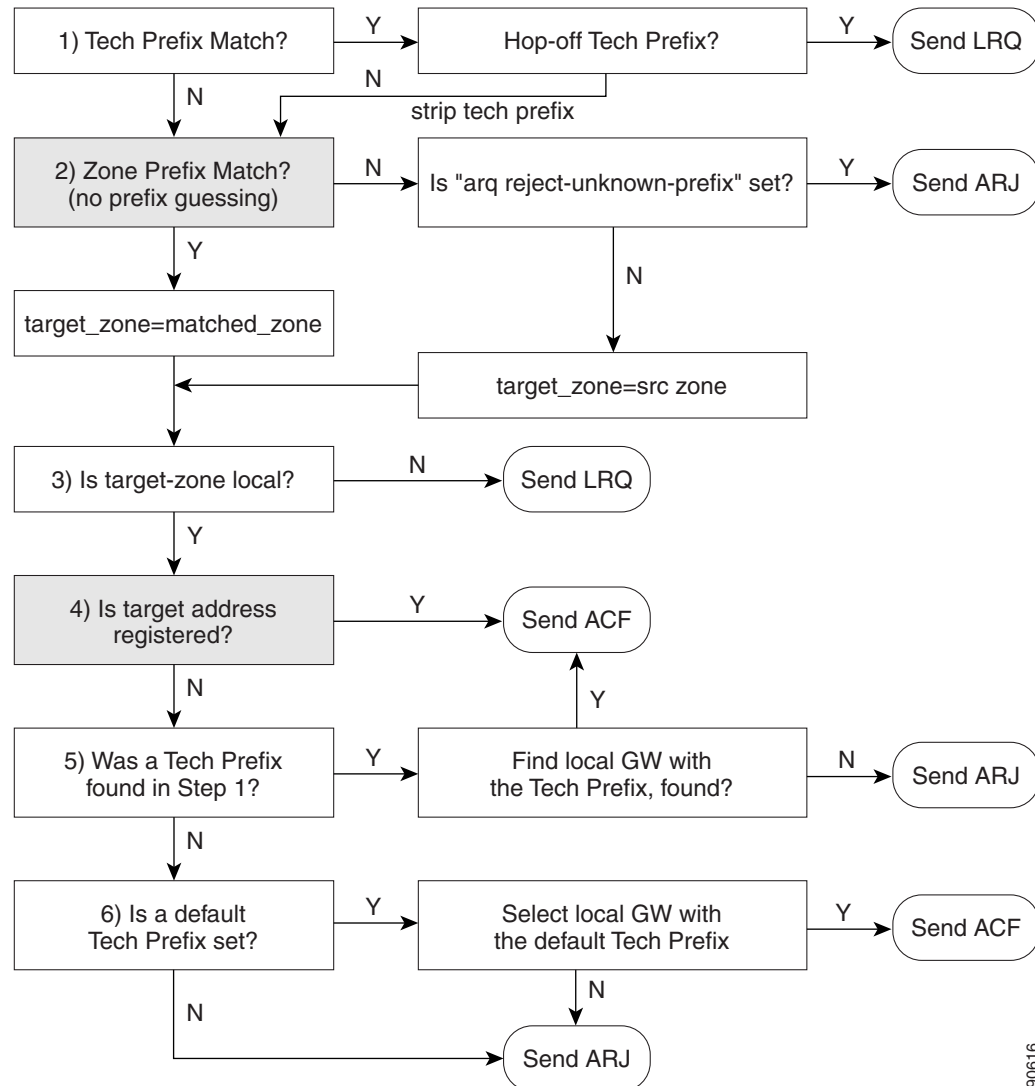 1) Tech Prefix Match?
Y
Hop-off Tech Prefix?
Y
Send LRQ
N
N
strip tech prefix
2) Zone Prefix Match?
(no prefix guessing)
N
Is "arq reject-unknown-prefix" set?
Y
Send ARJ
Y
N
target_zone=matched_zone
target_zone=src zone
3) Is target-zone local?
N
Send LRQ
Y
4) Is target address
registered?
Y
Send ACF
N
Y
5) Was a Tech Prefix
found in Step 1?
Y
Find local GW with
the Tech Prefix, found?
N
Send ARJ
N
6) Is a default
Tech Prefix set?
Y
Select local GW with
the default Tech Prefix
Y
Send ACF
N
N
Send ARJ
90616